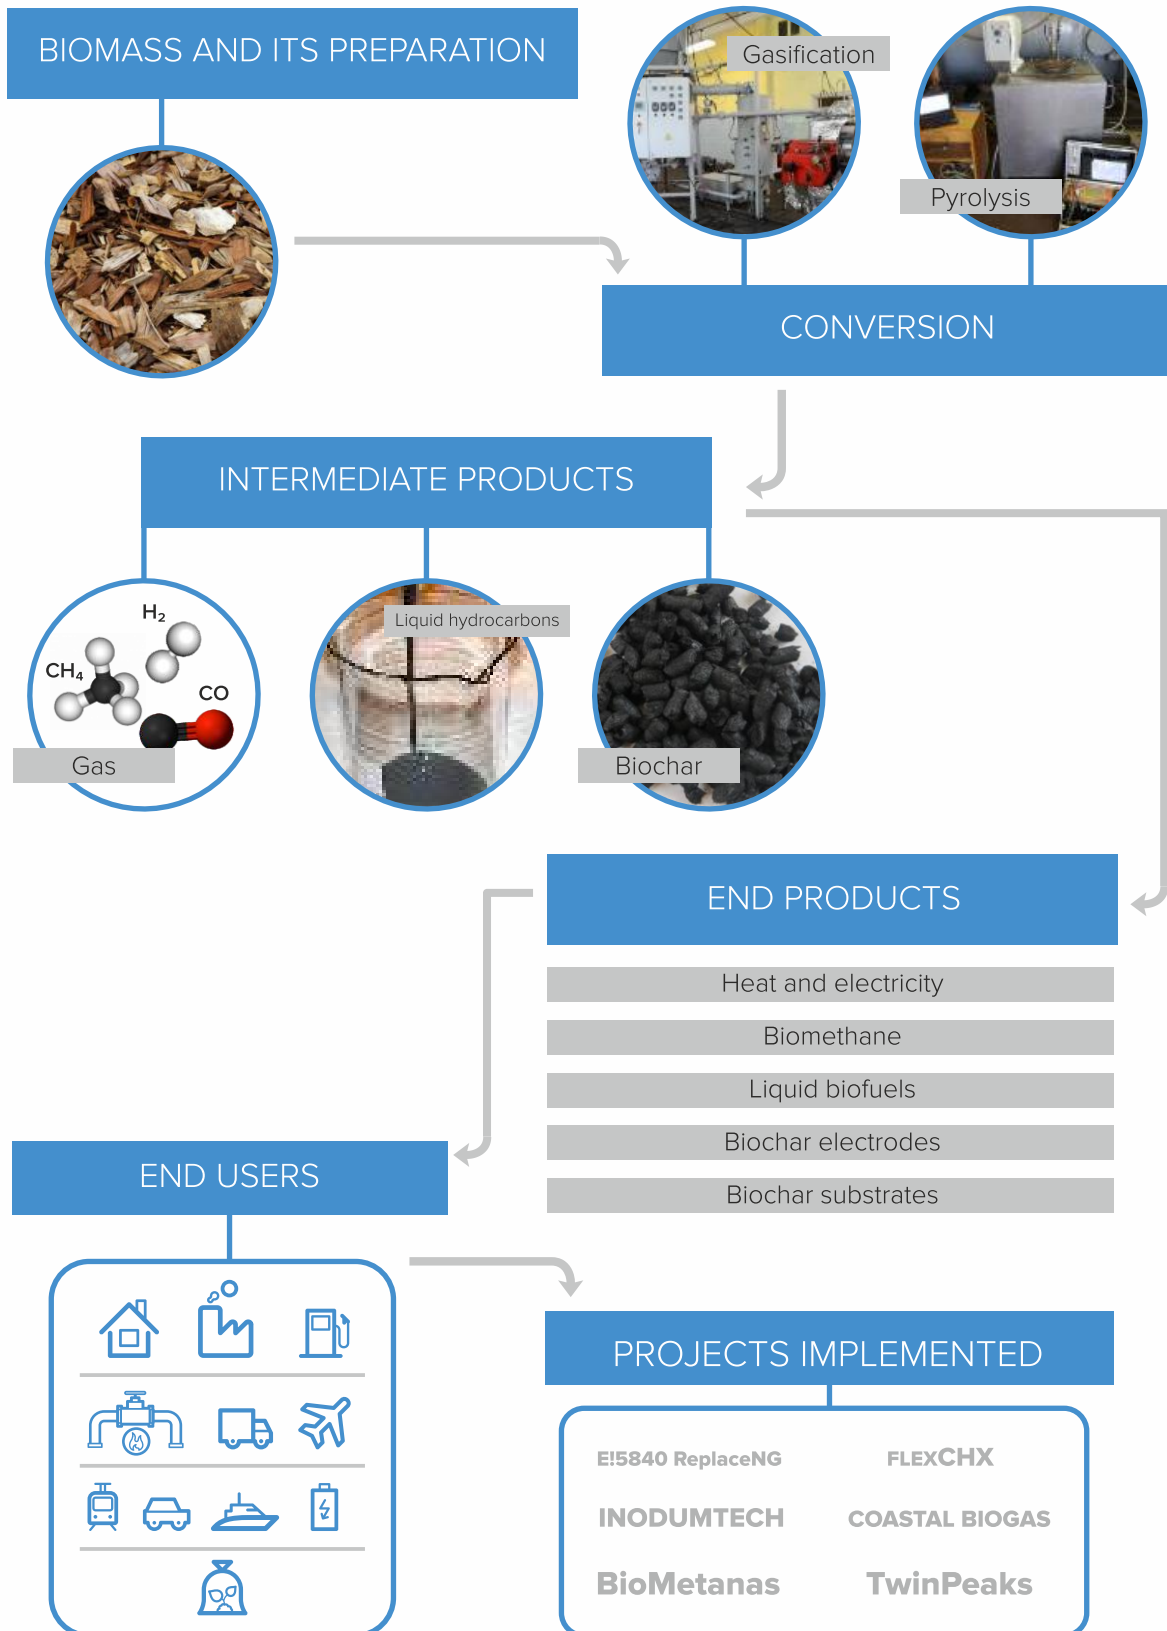 BIOMASS AND ITS PREPARATION
Gasification
Pyrolysis
CONVERSION
INTERMEDIATE PRODUCTS
H₂
CH₄
CO
Gas
Liquid hydrocarbons
Biochar
END PRODUCTS
Heat and electricity
Biomethane
Liquid biofuels
Biochar electrodes
Biochar substrates
END USERS
PROJECTS IMPLEMENTED
E!5840 ReplaceNG
FLEXCHX
INODUMTECH
COASTAL BIOGAS
BioMetanas
TwinPeaks